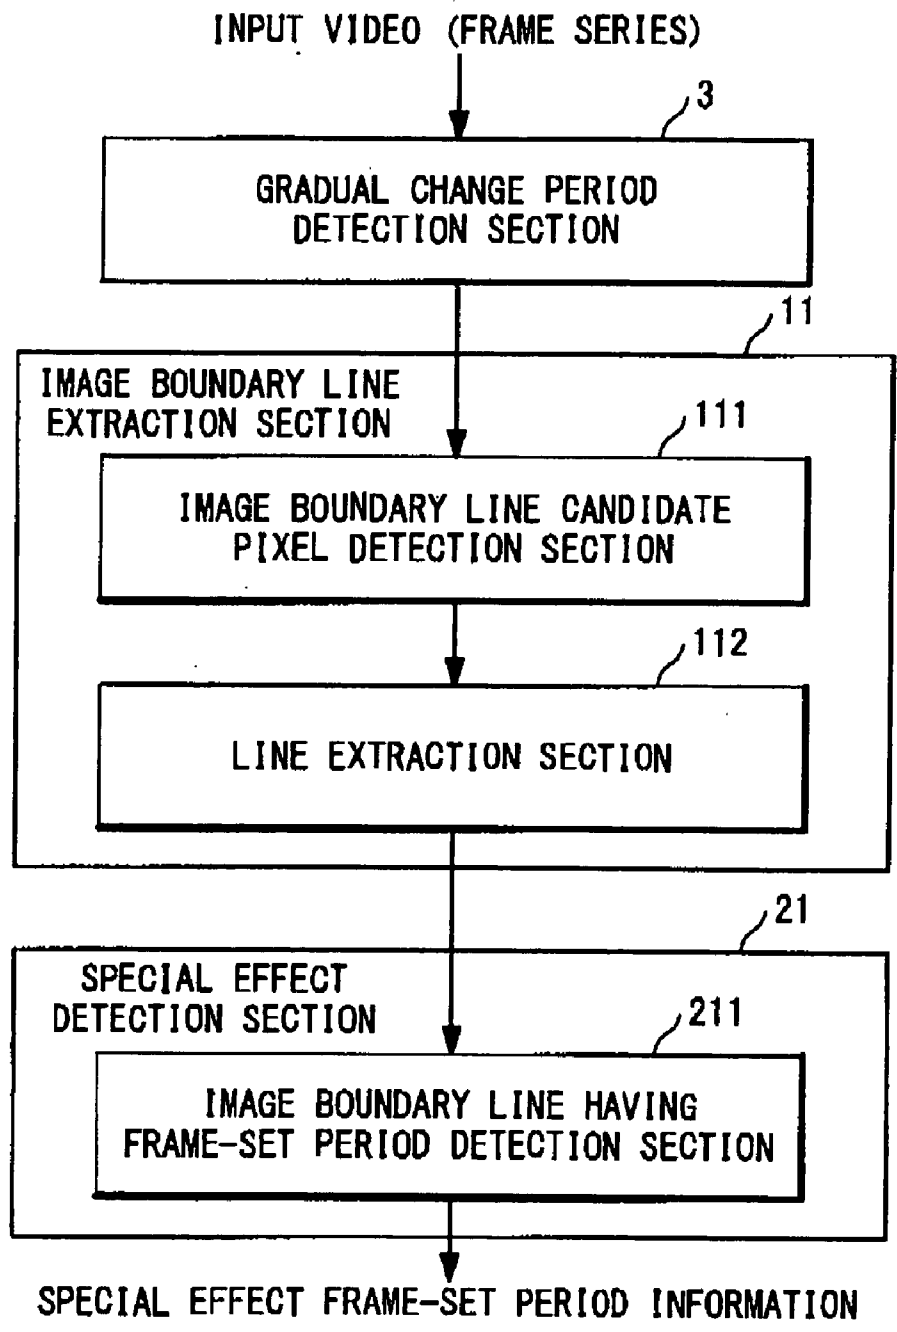 INPUT VIDEO (FRAME SERIES)
3
GRADUAL CHANGE PERIOD
DETECTION SECTION
11
IMAGE BOUNDARY LINE
EXTRACTION SECTION
111
IMAGE BOUNDARY LINE CANDIDATE
PIXEL DETECTION SECTION
112
LINE EXTRACTION SECTION
21
SPECIAL EFFECT
DETECTION SECTION
211
IMAGE BOUNDARY LINE HAVING
FRAME-SET PERIOD DETECTION SECTION
SPECIAL EFFECT FRAME-SET PERIOD INFORMATION